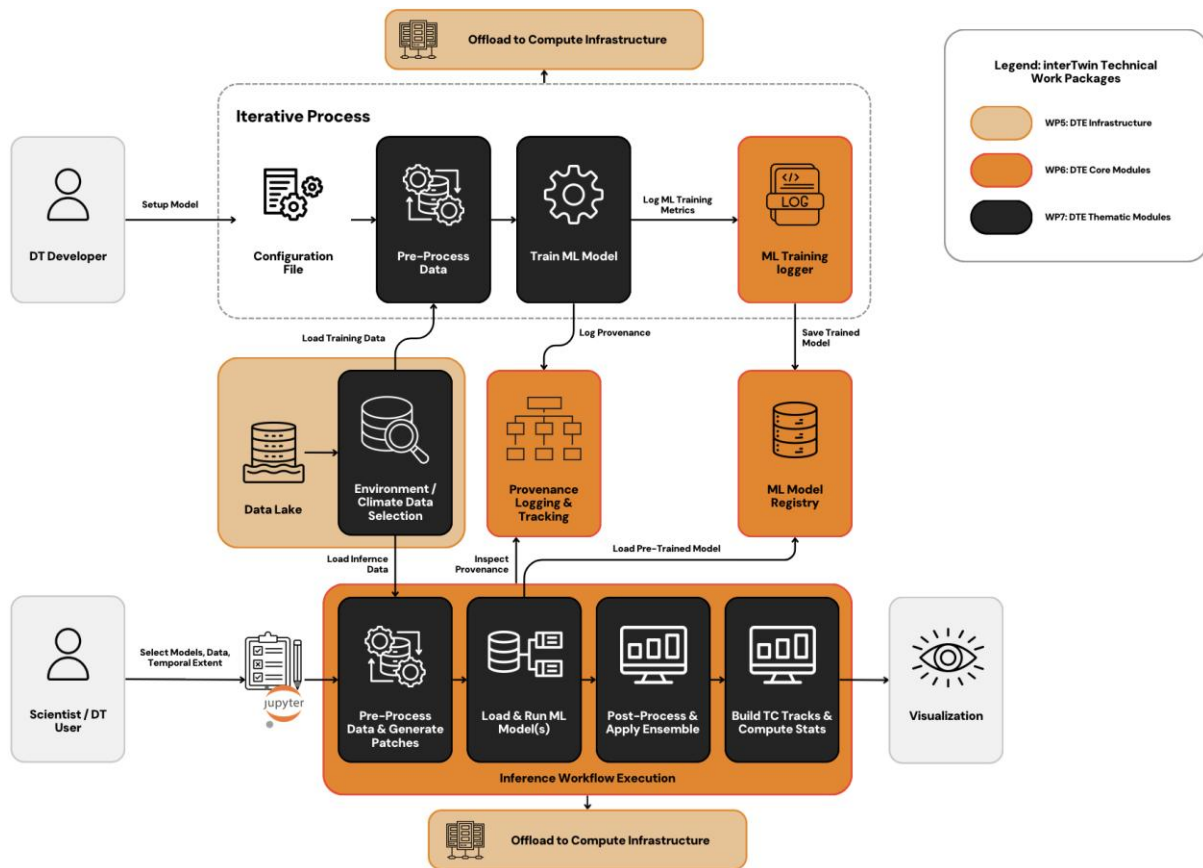 Offload to Compute Infrastructure
Legend: interTwin Technical
Work Packages
WP5: DTE Infrastructure
WP6: DTE Core Modules
WP7: DTE Thematic Modules
Iterative Process
DT Developer
Setup Model
Configuration
File
Pre-Process
Data
Train ML Model
Log ML Training
Metrics
</>
LOG
ML Training
logger
Load Training Data
Log Provenance
Save Trained
Model
Data Lake
Environment /
Climate Data
Selection
Provenance
Logging &
Tracking
ML Model
Registry
Load Infernce
Data
Inspect
Provenance
Load Pre-Trained Model
Scientist / DT
User
Select Models, Data,
Temporal Extent
jupyter
Pre-Process
Data & Generate
Patches
Load & Run ML
Model(s)
Post-Process &
Apply Ensemble
Build TC Tracks &
Compute Stats
Visualization
Inference Workflow Execution
Offload to Compute Infrastructure